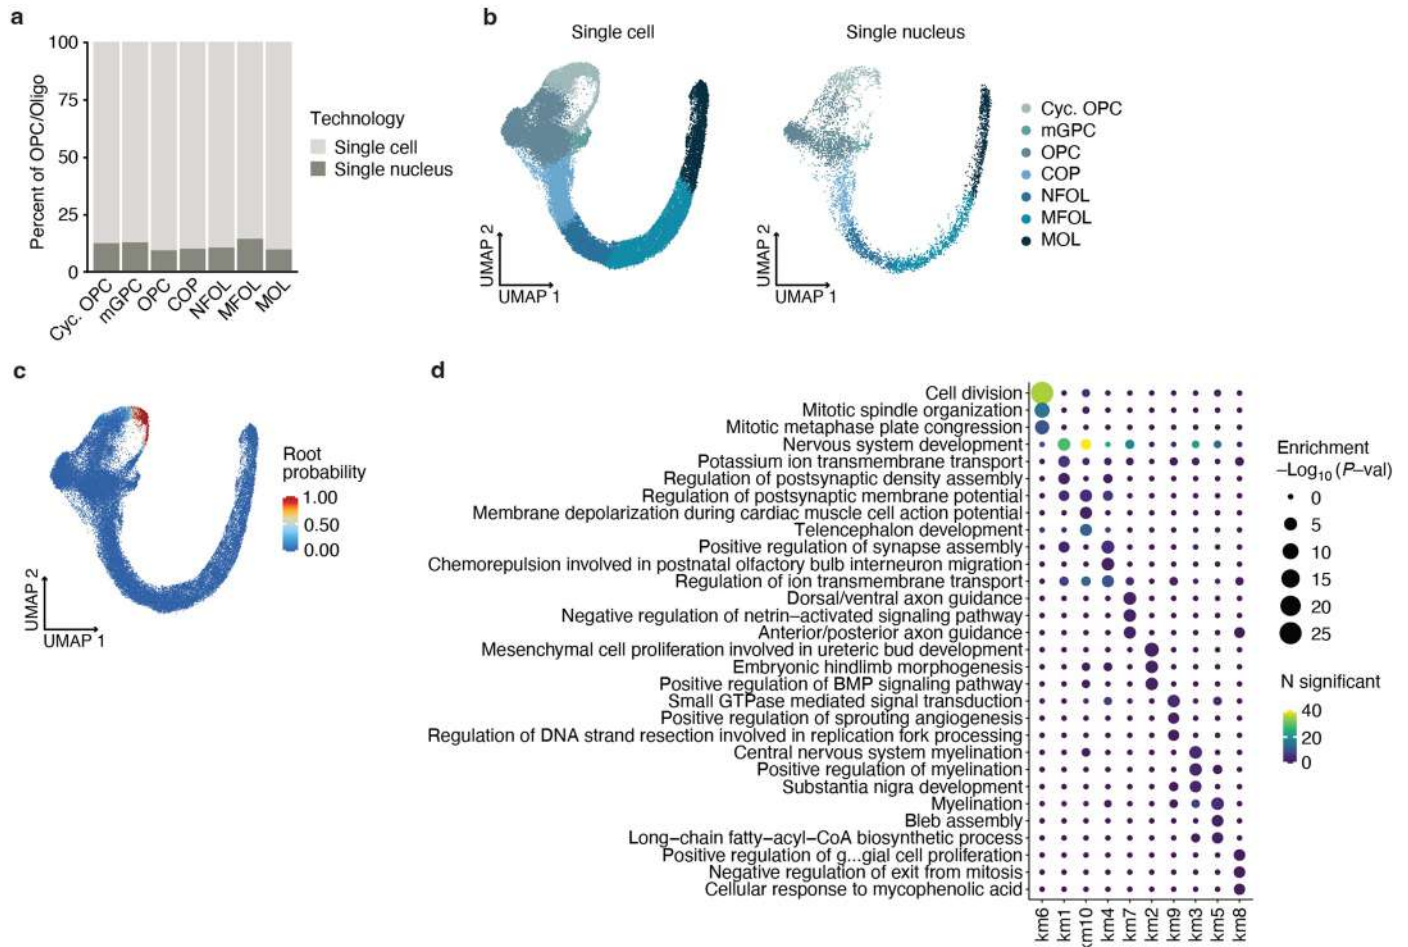 a
100
75
50
25
0
Percent of OPC/Oligo
Cyc. OPC
mGPC
OPC
COP
NFOL
MFOL
MOL
Technology
Single cell
Single nucleus
b
Single cell
Single nucleus
UMAP 2
UMAP 1
UMAP 2
UMAP 1
Cyc. OPC
mGPC
OPC
COP
NFOL
MFOL
MOL
c
Root
probability
1.00
0.50
0.00
UMAP 2
UMAP 1
d
Cell division
Mitotic spindle organization
Mitotic metaphase plate congression
Nervous system development
Potassium ion transmembrane transport
Regulation of postsynaptic density assembly
Regulation of postsynaptic membrane potential
Membrane depolarization during cardiac muscle cell action potential
Telencephalon development
Positive regulation of synapse assembly
Chemorepulsion involved in postnatal olfactory bulb interneuron migration
Regulation of ion transmembrane transport
Dorsal/ventral axon guidance
Negative regulation of netrin–activated signaling pathway
Anterior/posterior axon guidance
Mesenchymal cell proliferation involved in ureteric bud development
Embryonic hindlimb morphogenesis
Positive regulation of BMP signaling pathway
Small GTPase mediated signal transduction
Positive regulation of sprouting angiogenesis
Regulation of DNA strand resection involved in replication fork processing
Central nervous system myelination
Positive regulation of myelination
Substantia nigra development
Myelination
Bleb assembly
Long–chain fatty–acyl–CoA biosynthetic process
Positive regulation of g...gial cell proliferation
Negative regulation of exit from mitosis
Cellular response to mycophenolic acid
km6
km1
km10
km4
km7
km2
km9
km3
km5
km8
Enrichment
–Log10 (P–val)
0
5
10
15
20
25
N significant
40
20
0